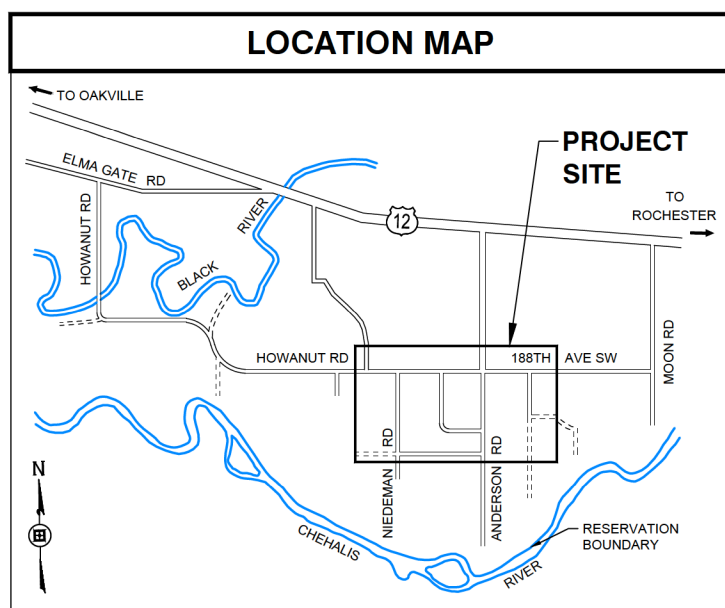 LOCATION MAP
TO OAKVILLE
PROJECT
SITE
ELMA GATE RD
TO
ROCHESTER
12
HOWANUT RD
RIVER
BLACK
HOWANUT RD
188TH AVE SW
MOON RD
NIEDEMAN RD
ANDERSON RD
N
CHEHALIS
RIVER
RESERVATION
BOUNDARY